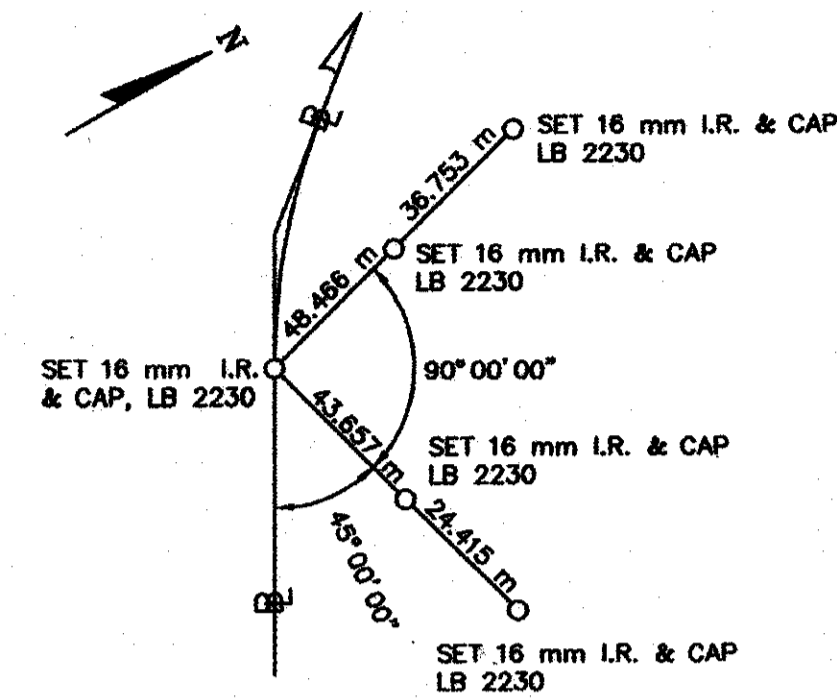 N
SET 16 mm I.R. & CAP
LB 2230
36.753 m
SET 16 mm I.R. & CAP
LB 2230
48.466 m
SET 16 mm I.R.
& CAP, LB 2230
90°00'00"
43.657 m
SET 16 mm I.R. & CAP
LB 2230
24.415 m
45°00'00"
SET 16 mm I.R. & CAP
LB 2230